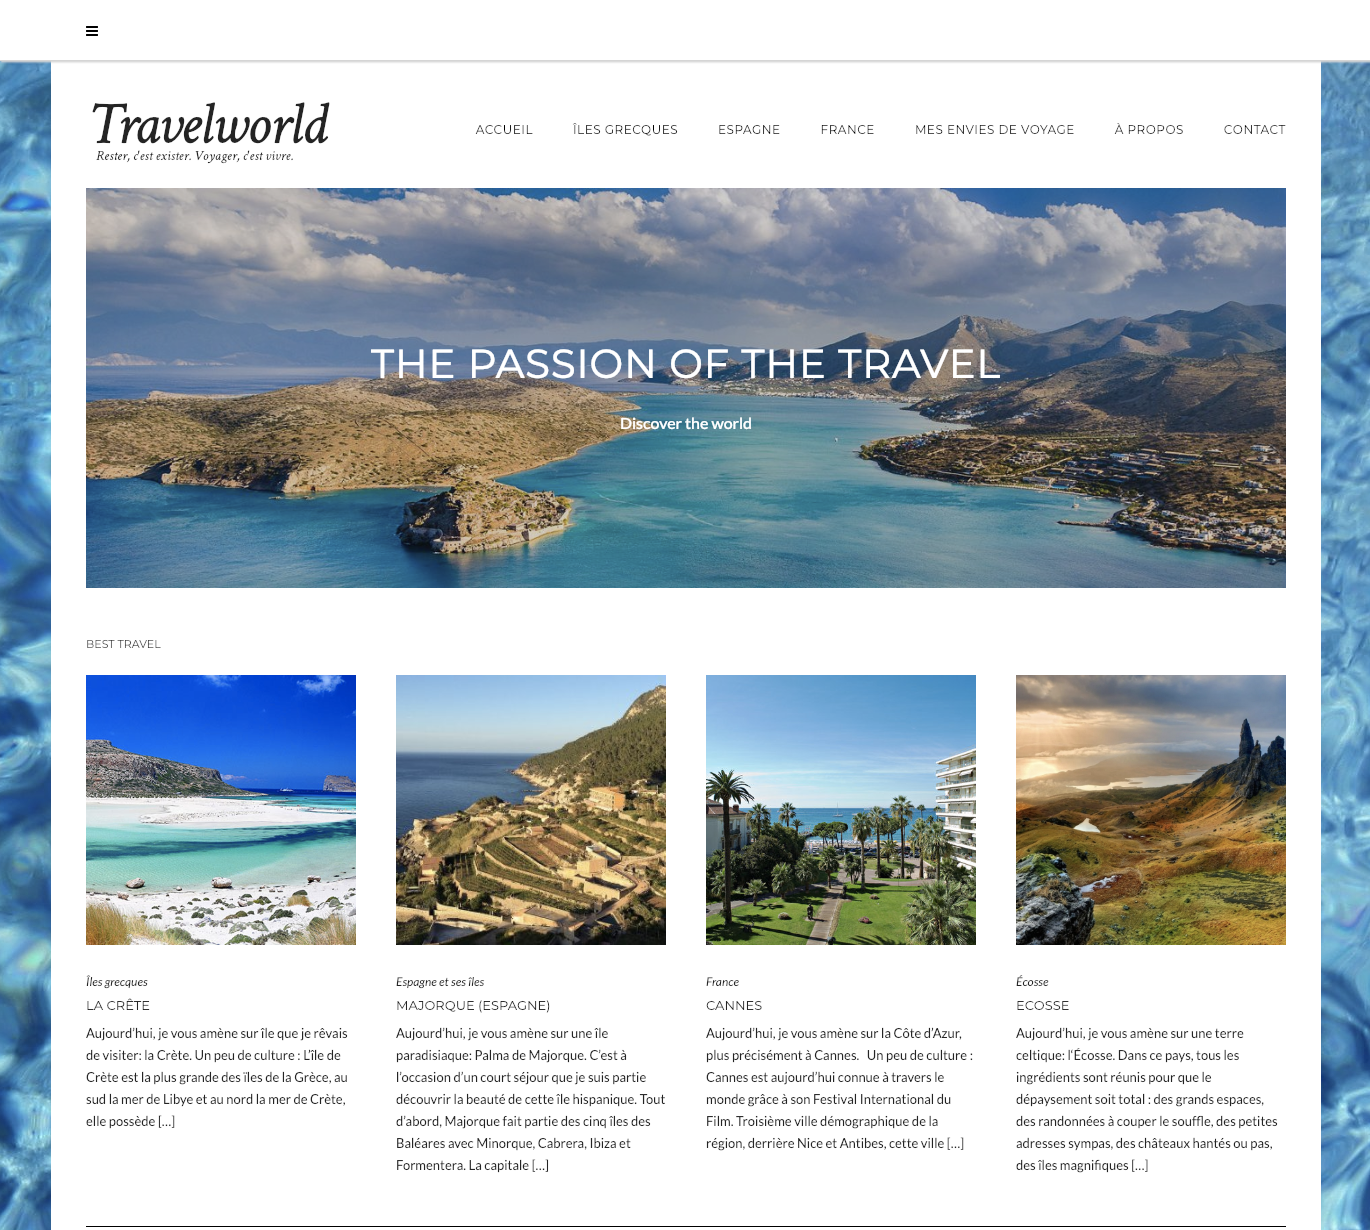 Travelworld
Rester, c'est exister. Voyager, c'est vivre.
ACCUEIL ÎLES GRECQUES ESPAGNE FRANCE MES ENVIES DE VOYAGE À PROPOS CONTACT
THE PASSION OF THE TRAVEL
Discover the world
BEST TRAVEL
Îles grecques
LA CRÊTE
Aujourd’hui, je vous amène sur île que je rêvais
de visiter: la Crète. Un peu de culture : L’île de
Crète est la plus grande des îles de la Grèce, au
sud la mer de Libye et au nord la mer de Crète,
elle possède […]
Espagne et ses îles
MAJORQUE (ESPAGNE)
Aujourd’hui, je vous amène sur une île
paradisiaque: Palma de Majorque. C’est à
l’occasion d’un court séjour que je suis partie
découvrir la beauté de cette île hispanique. Tout
d’abord, Majorque fait partie des cinq îles des
Baléares avec Minorque, Cabrera, Ibiza et
Formentera. La capitale […]
France
CANNES
Aujourd’hui, je vous amène sur la Côte d’Azur,
plus précisément à Cannes. Un peu de culture :
Cannes est aujourd’hui connue à travers le
monde grâce à son Festival International du
Film. Troisième ville démographique de la
région, derrière Nice et Antibes, cette ville […]
Écosse
ECOSSE
Aujourd’hui, je vous amène sur une terre
celtique: l’Écosse. Dans ce pays, tous les
ingrédients sont réunis pour que le
dépaysement soit total : des grands espaces,
des randonnées à couper le souffle, des petites
adresses sympas, des châteaux hantés ou pas,
des îles magnifiques […]